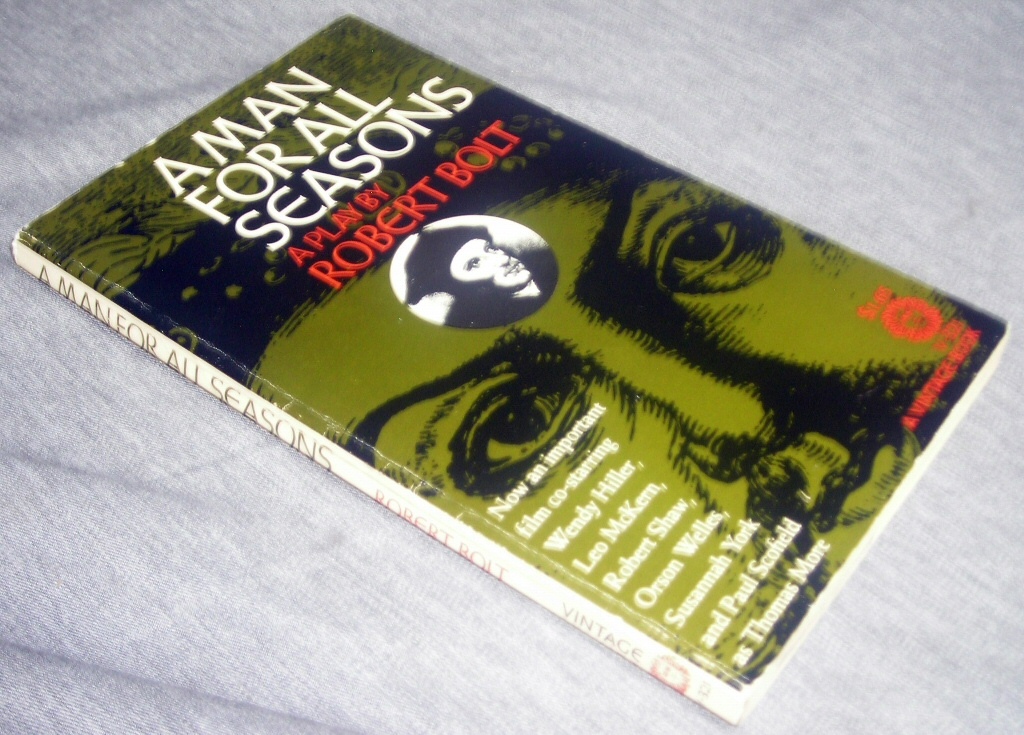 A MAN
FOR ALL
SEASONS
A PLAY BY
ROBERT BOLT
Now an important
film co-starring
Wendy Hiller,
Leo McKern,
Robert Shaw,
Orson Welles,
Susannah York
and Paul Scofield
as Thomas More
A VINTAGE BOOK
A MAN FOR ALL SEASONS
ROBERT BOLT
VINTAGE